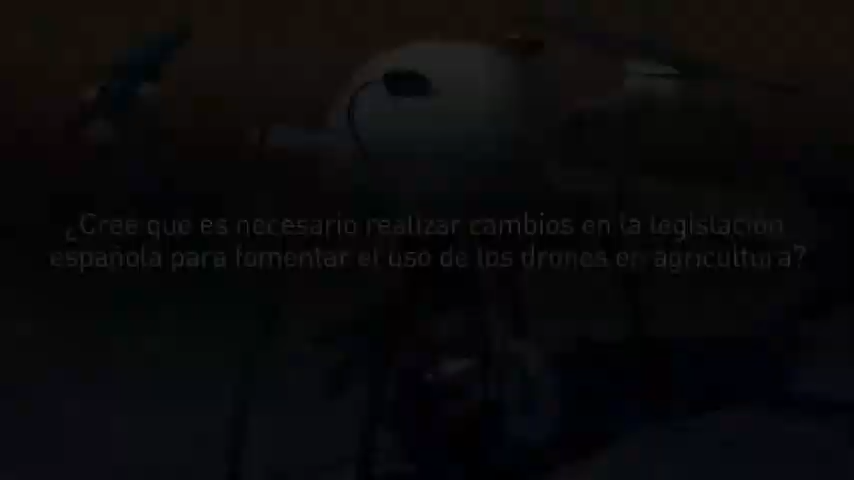 ¿Cree que es necesario realizar cambios en la legislación
española para fomentar el uso de los drones en agricultura?